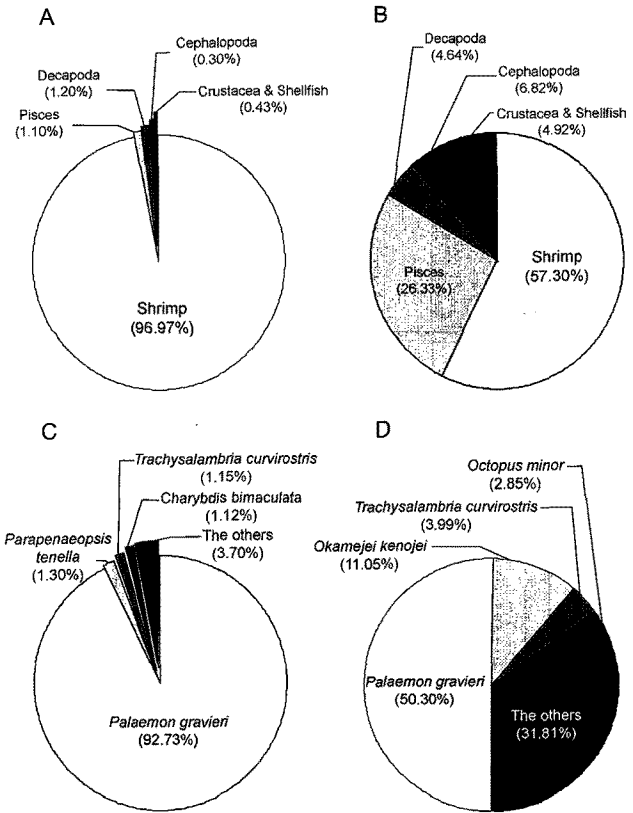 A
Cephalopoda
(0.30%)
Decapoda
(1.20%)
Crustacea & Shellfish
(0.43%)
Pisces
(1.10%)
Shrimp
(96.97%)
B
Decapoda
(4.64%)
Cephalopoda
(6.82%)
Crustacea & Shellfish
(4.92%)
Pisces
(26.33%)
Shrimp
(57.30%)
C
Trachysalambria curvirostris
(1.15%)
Charybdis bimaculata
(1.12%)
The others
(3.70%)
Parapenaeopsis
tenella
(1.30%)
Palaemon gravieri
(92.73%)
D
Octopus minor
(2.85%)
Trachysalambria curvirostris
(3.99%)
Okamejei kenojei
(11.05%)
Palaemon gravieri
(50.30%)
The others
(31.81%)